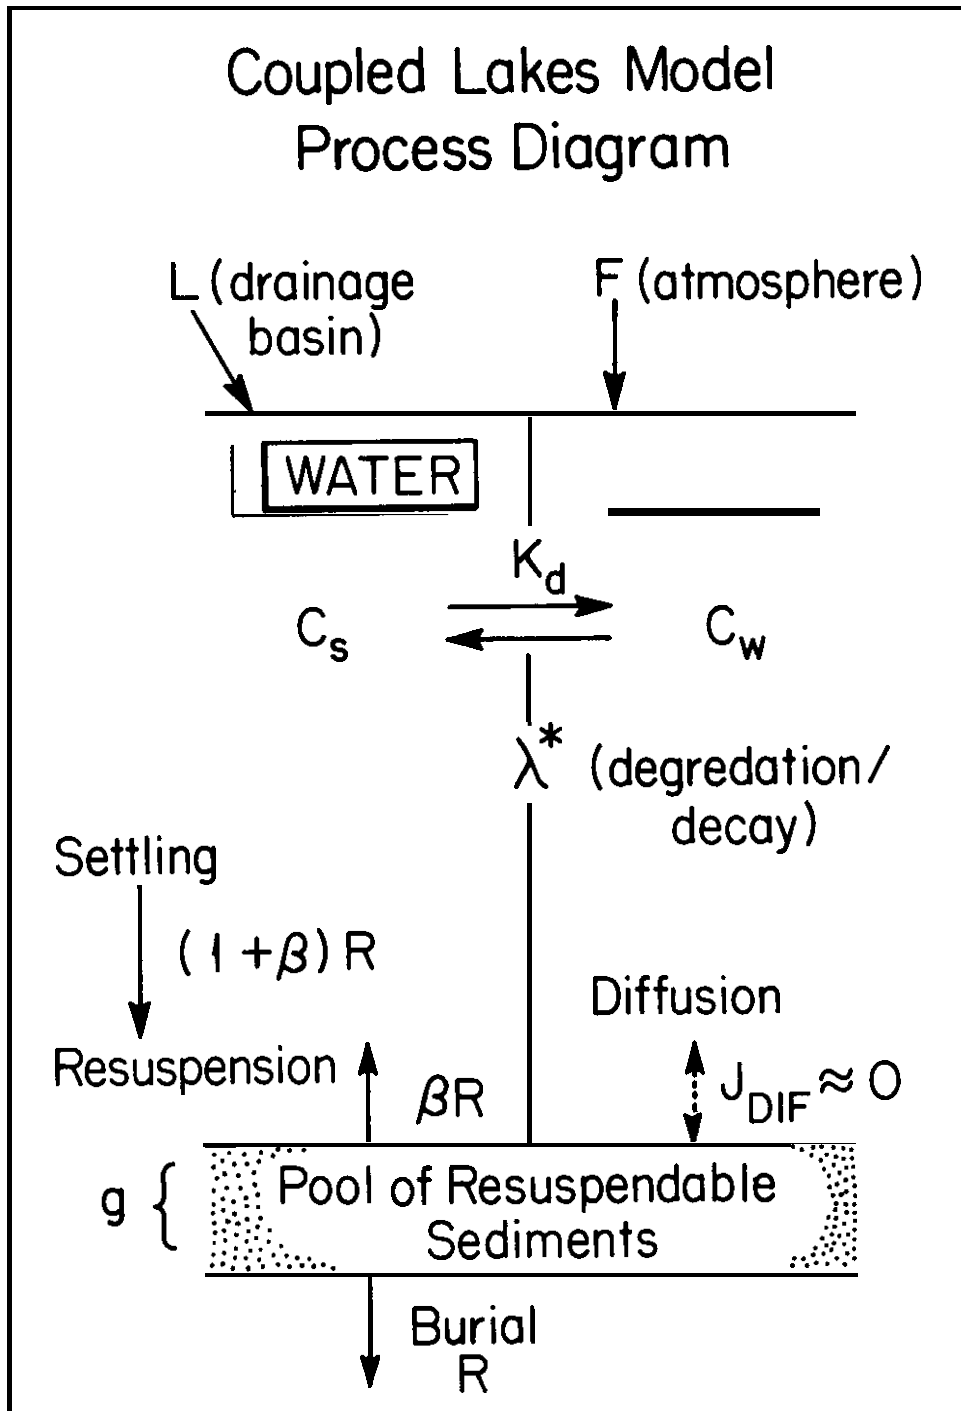 Coupled Lakes Model
Process Diagram
L (drainage
basin)
F (atmosphere)
WATER
K_d
C_s
C_w
λ* (degredation/
decay)
Settling
(1+β) R
Diffusion
Resuspension
βR
J_DIF ≈ 0
g {
Pool of Resuspendable
Sediments
Burial
R